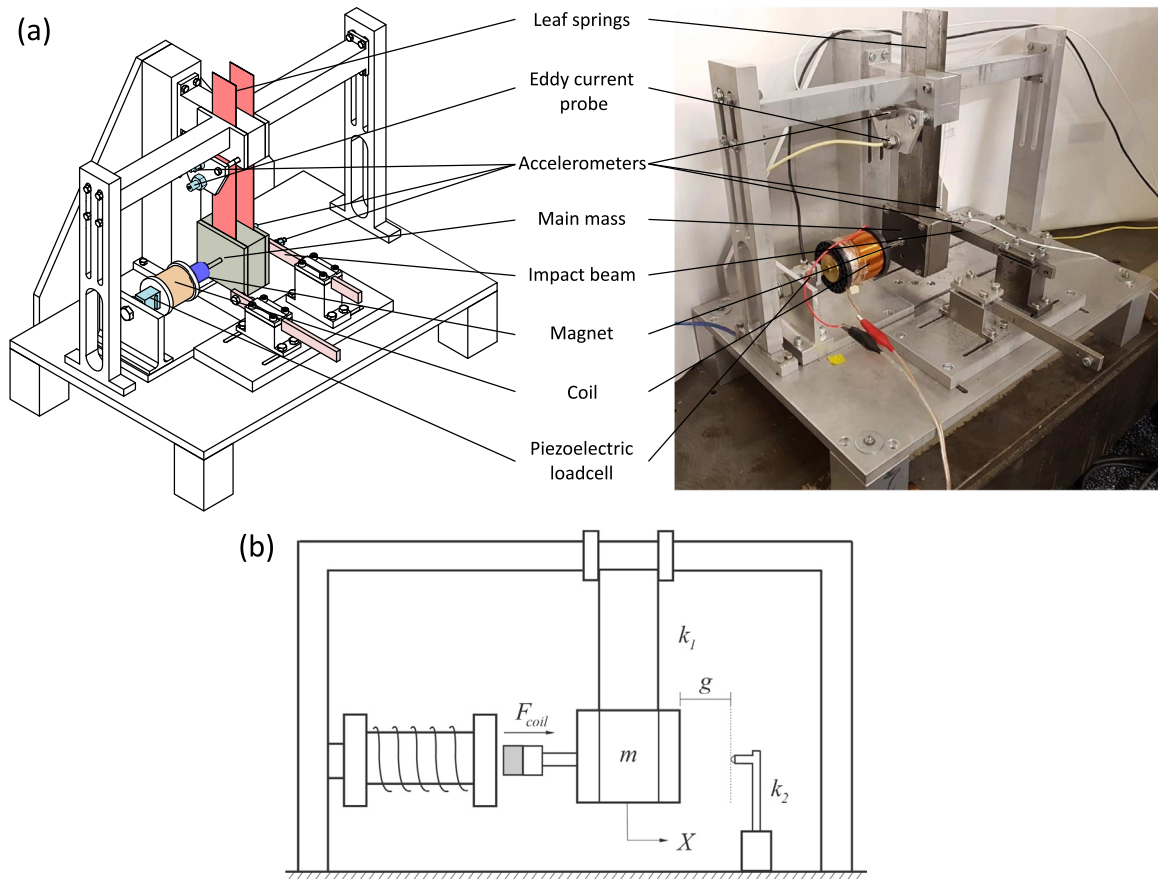 (a)
Leaf springs
Eddy current
probe
Accelerometers
Main mass
Impact beam
Magnet
Coil
Piezoelectric
loadcell
(b)
k1
g
Fcoil
m
k2
X